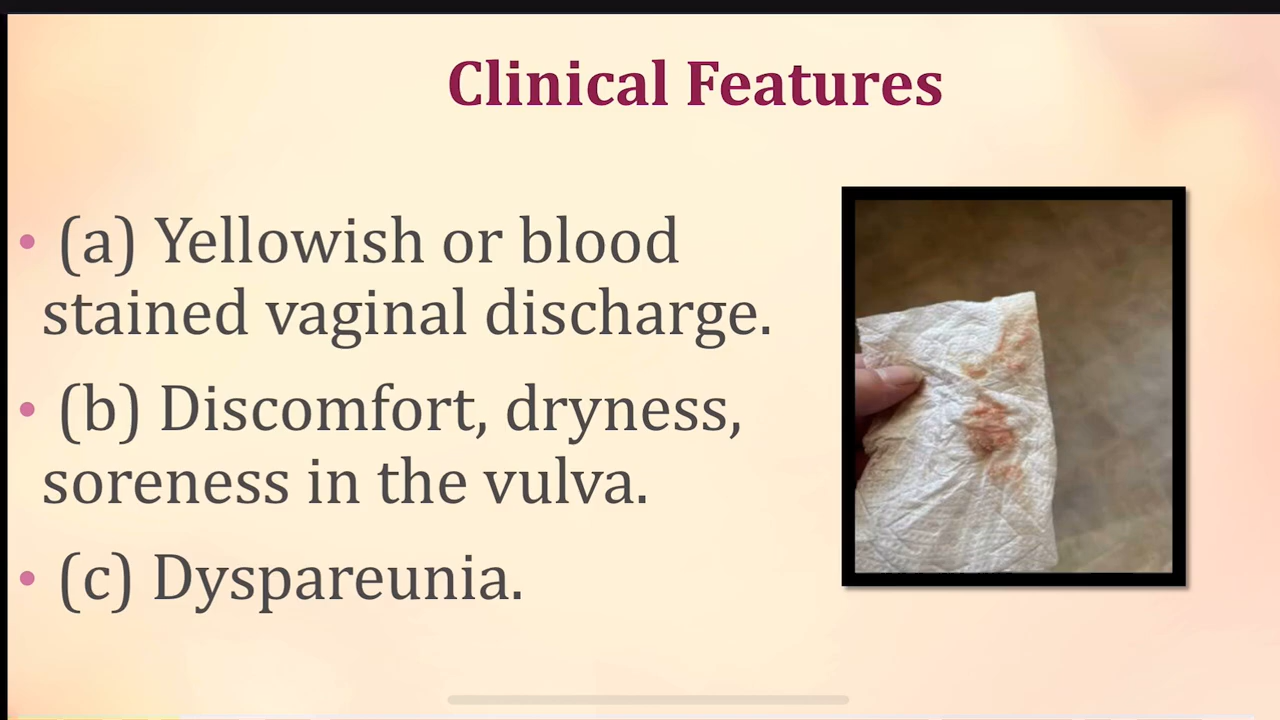 Clinical Features
• (a) Yellowish or blood
stained vaginal discharge.
• (b) Discomfort, dryness,
soreness in the vulva.
• (c) Dyspareunia.